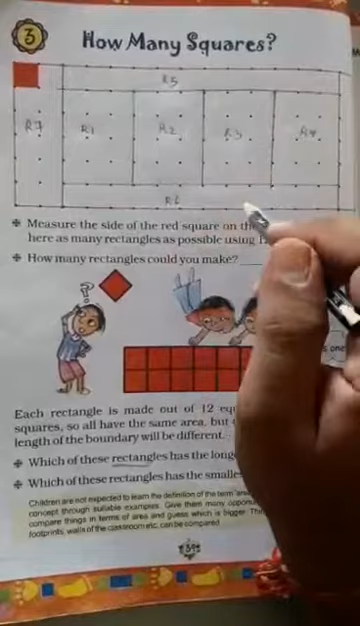 3
How Many Squares?
R5
R7 R1 R2 R3 R4
R6
Measure the side of the red square on the
here as many rectangles as possible using 12
How many rectangles could you make?
?
Each rectangle is made out of 12 equ
squares, so all have the same area, but
length of the boundary will be different.
Which of these rectangles has the long
Which of these rectangles has the smalle
Children are not expected to learn the definition of the term
concept through suitable examples. Give them many opportu
compare things in terms of area and guess which is bigger. Thi
footprints, walls of the classroom etc, can be compared